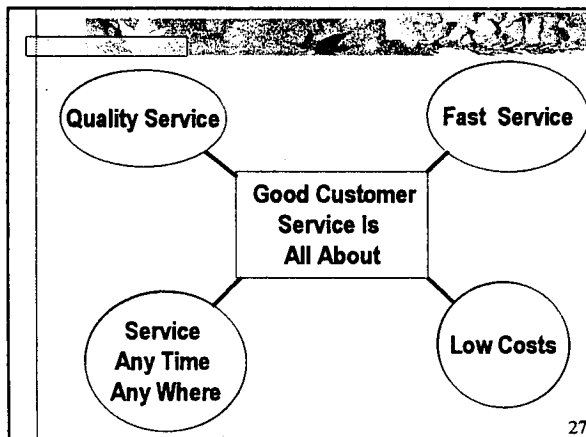 Quality Service
Fast Service
Good Customer
Service Is
All About
Service
Any Time
Any Where
Low Costs
27